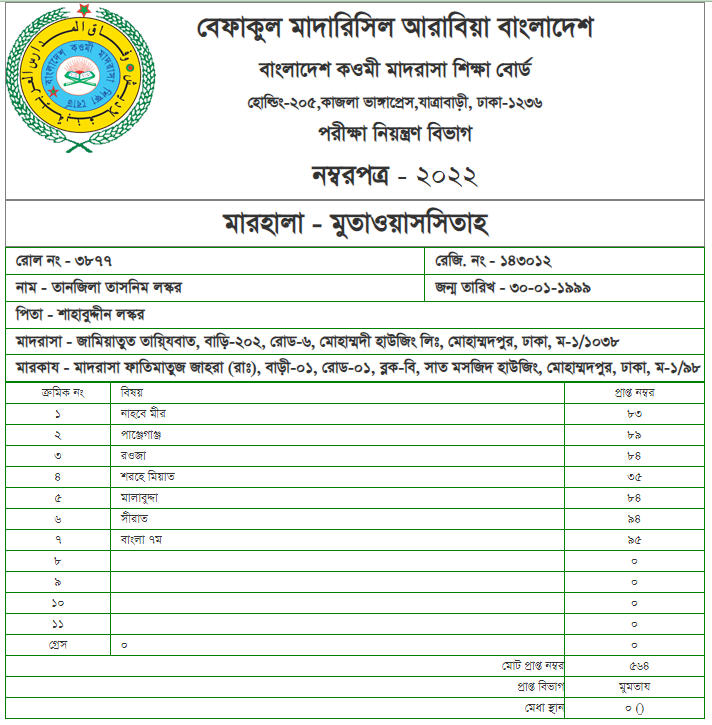 বেফাকুল মাদারিসিল আরাবিয়া বাংলাদেশ
বাংলাদেশ কওমী মাদরাসা শিক্ষা বোর্ড
হোল্ডিং-২০৫,কাজলা ভাঙ্গাপ্রেস,যাত্রাবাড়ী, ঢাকা-১২৩৬
পরীক্ষা নিয়ন্ত্রণ বিভাগ
নম্বরপত্র - ২০২২
বাংলাদেশ কওমী মাদরাসা শিক্ষা বোর্ড
মারহালা - মুতাওয়াসসিতাহ
রোল নং - ৩৮৭৭ রেজি. নং - ১৪৩০১২
নাম - তানজিলা তাসনিম লস্কর জন্ম তারিখ - ৩০-০১-১৯৯৯
পিতা - শাহাবুদ্দীন লস্কর
মাদরাসা - জামিয়াতুত তায়্যিবাত, বাড়ি-২০২, রোড-৬, মোহাম্মদী হাউজিং লিঃ, মোহাম্মদপুর, ঢাকা, ম-১/১০৩৮
মারকায - মাদরাসা ফাতিমাতুজ জাহরা (রাঃ), বাড়ী-০১, রোড-০১, ব্লক-বি, সাত মসজিদ হাউজিং, মোহাম্মদপুর, ঢাকা, ম-১/৯৮
ক্রমিক নং বিষয় প্রাপ্ত নম্বর
১ নাহবে মীর ৮৩
২ পাঞ্জেগাঞ্জ ৮৯
৩ রওজা ৮৪
৪ শরহে মিয়াত ৩৫
৫ মালাবুদ্দা ৮৪
৬ সীরাত ৯৪
৭ বাংলা ৭ম ৯৫
৮ ০
৯ ০
১০ ০
১১ ০
গ্রেস ০ ০
মোট প্রাপ্ত নম্বর ৫৬৪
প্রাপ্ত বিভাগ মুমতায
মেধা স্থান ০ ()